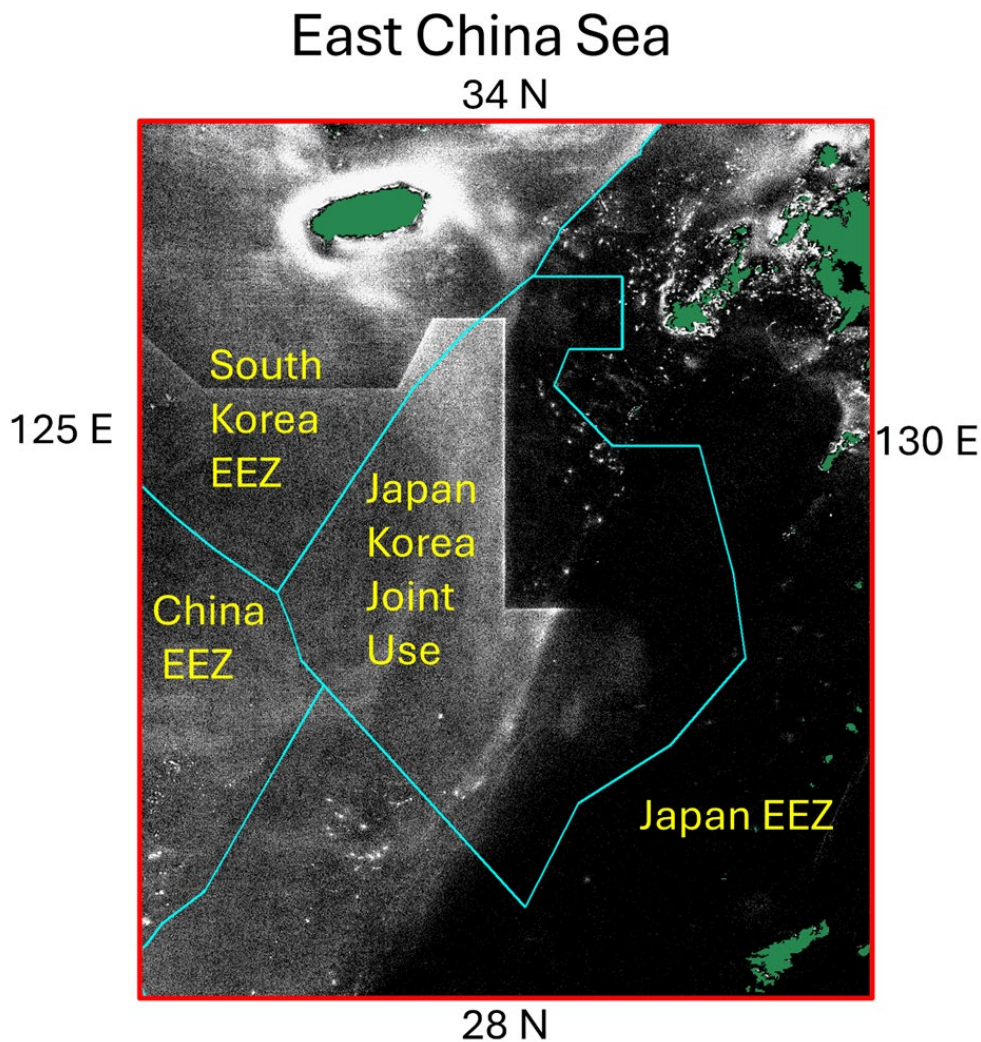 East China Sea
34 N
South
Korea
EEZ
125 E
130 E
Japan
Korea
Joint
Use
China
EEZ
Japan EEZ
28 N